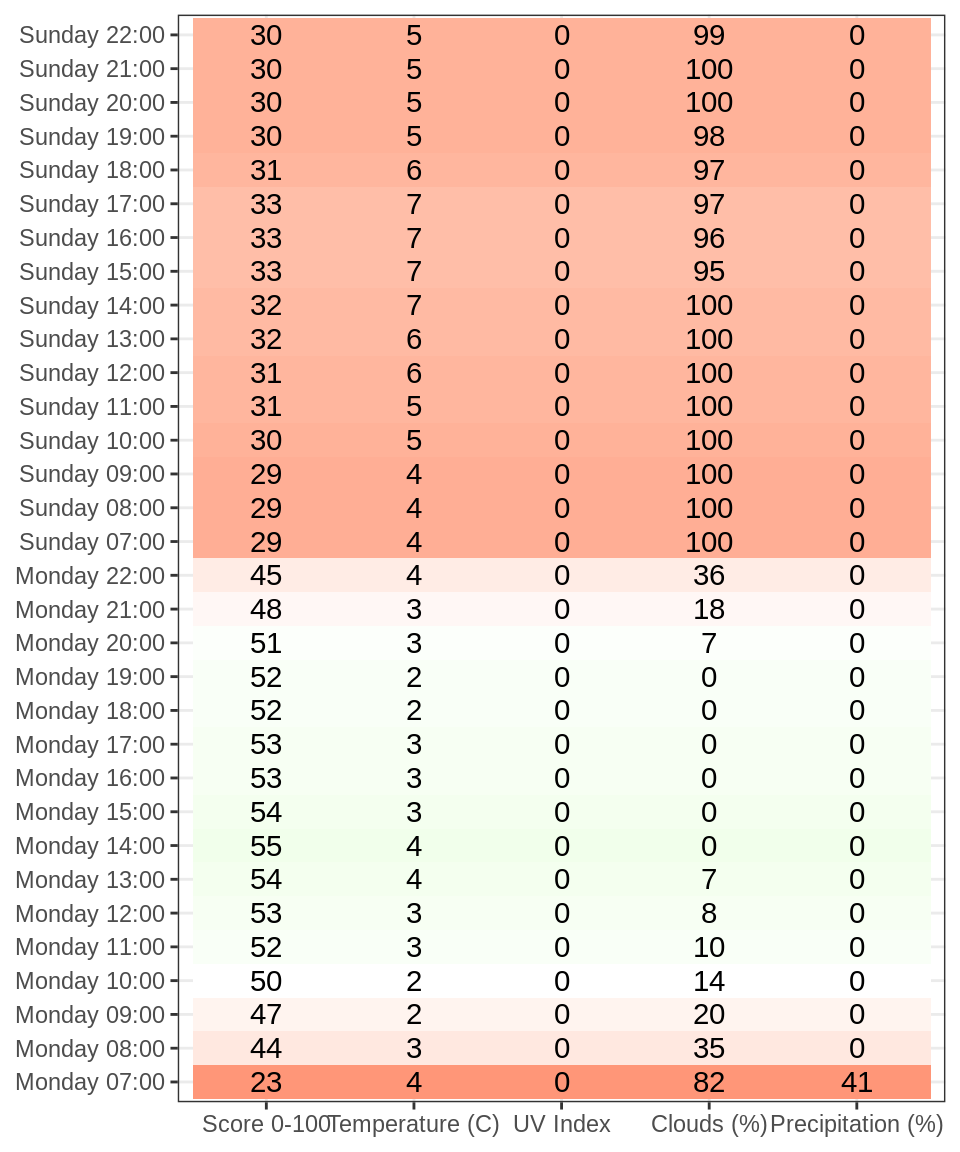 Sunday 22:00 30 5 0 99 0
Sunday 21:00 30 5 0 100 0
Sunday 20:00 30 5 0 100 0
Sunday 19:00 30 5 0 98 0
Sunday 18:00 31 6 0 97 0
Sunday 17:00 33 7 0 97 0
Sunday 16:00 33 7 0 96 0
Sunday 15:00 33 7 0 95 0
Sunday 14:00 32 7 0 100 0
Sunday 13:00 32 6 0 100 0
Sunday 12:00 31 6 0 100 0
Sunday 11:00 31 5 0 100 0
Sunday 10:00 30 5 0 100 0
Sunday 09:00 29 4 0 100 0
Sunday 08:00 29 4 0 100 0
Sunday 07:00 29 4 0 100 0
Monday 22:00 45 4 0 36 0
Monday 21:00 48 3 0 18 0
Monday 20:00 51 3 0 7 0
Monday 19:00 52 2 0 0 0
Monday 18:00 52 2 0 0 0
Monday 17:00 53 3 0 0 0
Monday 16:00 53 3 0 0 0
Monday 15:00 54 3 0 0 0
Monday 14:00 55 4 0 0 0
Monday 13:00 54 4 0 7 0
Monday 12:00 53 3 0 8 0
Monday 11:00 52 3 0 10 0
Monday 10:00 50 2 0 14 0
Monday 09:00 47 2 0 20 0
Monday 08:00 44 3 0 35 0
Monday 07:00 23 4 0 82 41
Score 0-100 Temperature (C) UV Index Clouds (%) Precipitation (%)